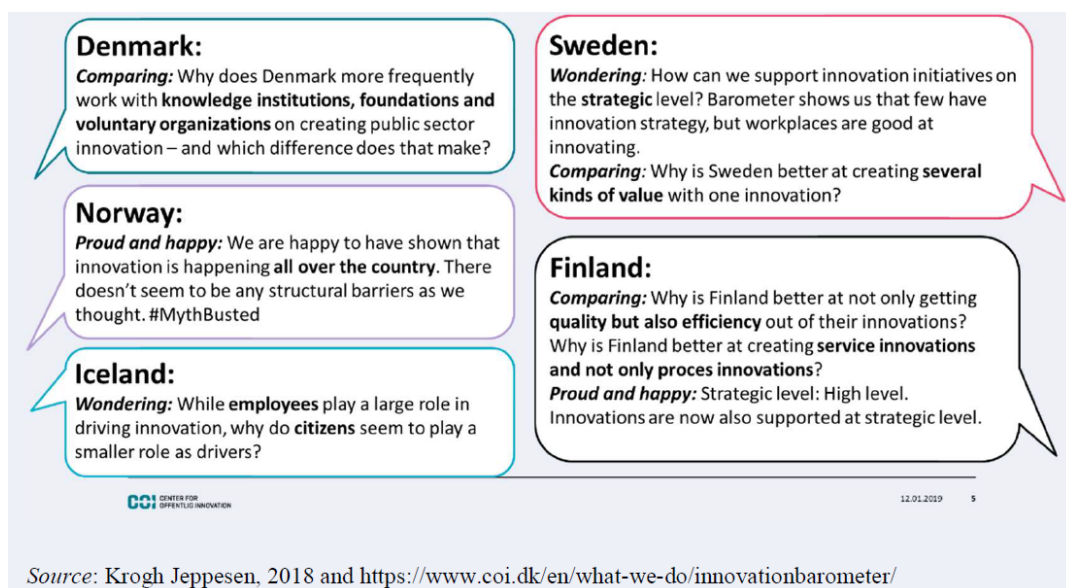 Denmark:
Comparing: Why does Denmark more frequently
work with knowledge institutions, foundations and
voluntary organizations on creating public sector
innovation – and which difference does that make?
Norway:
Proud and happy: We are happy to have shown that
innovation is happening all over the country. There
doesn't seem to be any structural barriers as we
thought. #MythBusted
Iceland:
Wondering: While employees play a large role in
driving innovation, why do citizens seem to play a
smaller role as drivers?
Sweden:
Wondering: How can we support innovation initiatives on
the strategic level? Barometer shows us that few have
innovation strategy, but workplaces are good at
innovating.
Comparing: Why is Sweden better at creating several
kinds of value with one innovation?
Finland:
Comparing: Why is Finland better at not only getting
quality but also efficiency out of their innovations?
Why is Finland better at creating service innovations
and not only proces innovations?
Proud and happy: Strategic level: High level.
Innovations are now also supported at strategic level.
COI CENTER FOR
OFFENTLIG INNOVATION
12.01.2019 5
Source: Krogh Jeppesen, 2018 and https://www.coi.dk/en/what-we-do/innovationbarometer/